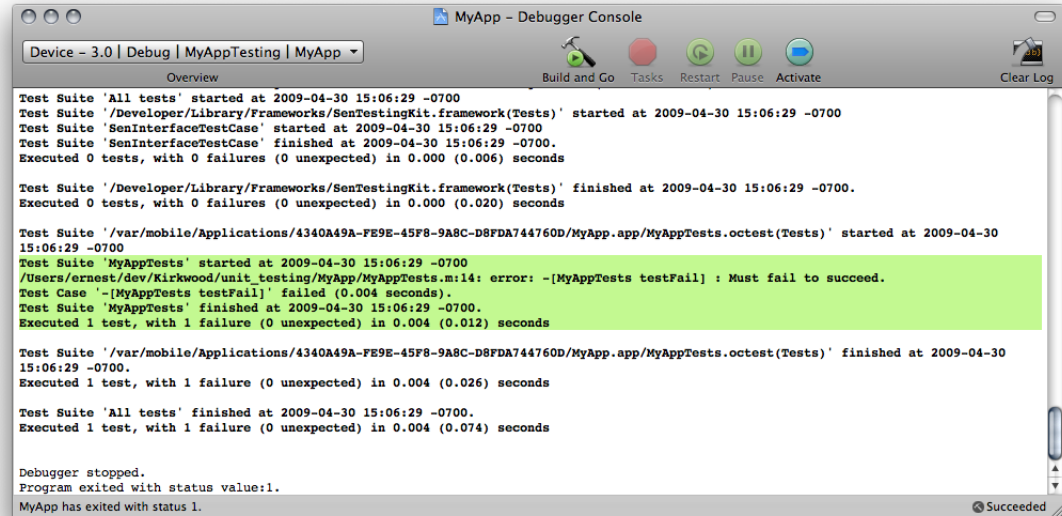 MyApp – Debugger Console
Device – 3.0 | Debug | MyAppTesting | MyApp
Overview
Build and Go
Tasks
Restart
Pause
Activate
Clear Log
Test Suite 'All tests' started at 2009-04-30 15:06:29 -0700
Test Suite '/Developer/Library/Frameworks/SenTestingKit.framework(Tests)' started at 2009-04-30 15:06:29 -0700
Test Suite 'SenInterfaceTestCase' started at 2009-04-30 15:06:29 -0700
Test Suite 'SenInterfaceTestCase' finished at 2009-04-30 15:06:29 -0700.
Executed 0 tests, with 0 failures (0 unexpected) in 0.000 (0.006) seconds
Test Suite '/Developer/Library/Frameworks/SenTestingKit.framework(Tests)' finished at 2009-04-30 15:06:29 -0700.
Executed 0 tests, with 0 failures (0 unexpected) in 0.000 (0.020) seconds
Test Suite '/var/mobile/Applications/4340A49A-FE9E-45F8-9A8C-D8FDA744760D/MyApp.app/MyAppTests.octest(Tests)' started at 2009-04-30
15:06:29 -0700
Test Suite 'MyAppTests' started at 2009-04-30 15:06:29 -0700
/Users/ernest/dev/Kirkwood/unit_testing/MyApp/MyAppTests.m:14: error: -[MyAppTests testFail] : Must fail to succeed.
Test Case '-[MyAppTests testFail]' failed (0.004 seconds).
Test Suite 'MyAppTests' finished at 2009-04-30 15:06:29 -0700.
Executed 1 test, with 1 failure (0 unexpected) in 0.004 (0.012) seconds
Test Suite '/var/mobile/Applications/4340A49A-FE9E-45F8-9A8C-D8FDA744760D/MyApp.app/MyAppTests.octest(Tests)' finished at 2009-04-30
15:06:29 -0700.
Executed 1 test, with 1 failure (0 unexpected) in 0.004 (0.026) seconds
Test Suite 'All tests' finished at 2009-04-30 15:06:29 -0700.
Executed 1 test, with 1 failure (0 unexpected) in 0.004 (0.074) seconds
Debugger stopped.
Program exited with status value:1.
MyApp has exited with status 1.
Succeeded